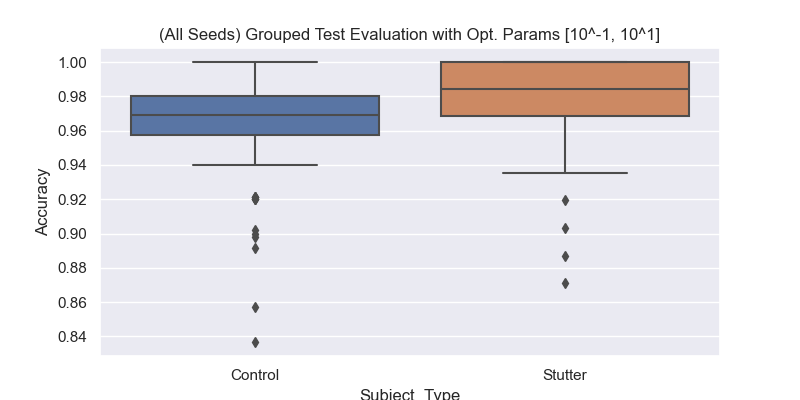 (All Seeds) Grouped Test Evaluation with Opt. Params [10^-1, 10^1]
1.00
0.98
0.96
0.94
0.92
0.90
0.88
0.86
0.84
Accuracy
Control
Stutter
Subject_Type